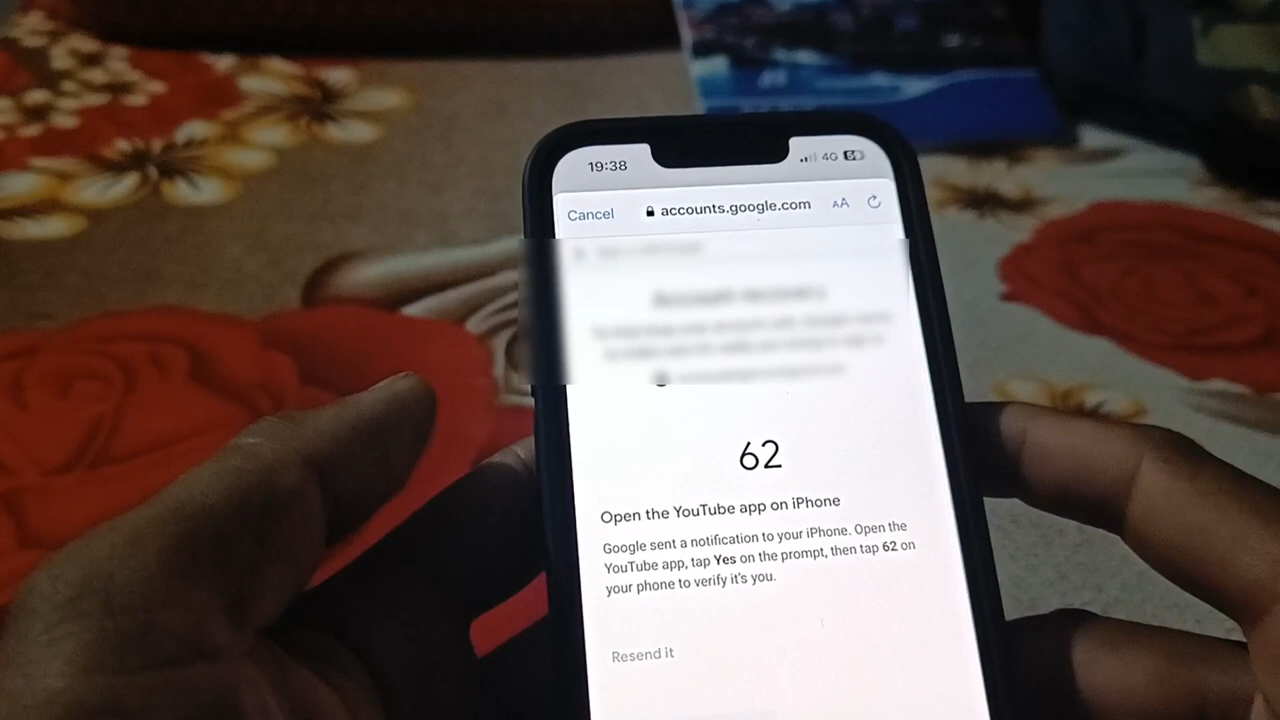 19:38
4G
Cancel
accounts.google.com
AA
Account recovery
62
Open the YouTube app on iPhone
Google sent a notification to your iPhone. Open the
YouTube app, tap Yes on the prompt, then tap 62 on
your phone to verify it's you.
Resend it